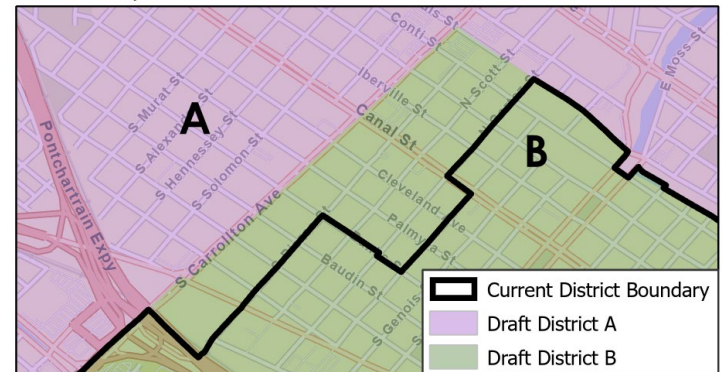 Conti St
N Scott St
E Moss St
Iberville St
S Murat St
A
S Alexander St
Canal St
S Hennessey St
B
S Solomon St
Pontchartrain Expy
Cleveland Ave
S Carrollton Ave
Palmyra St
Baudin St
S Genois
Current District Boundary
Draft District A
Draft District B